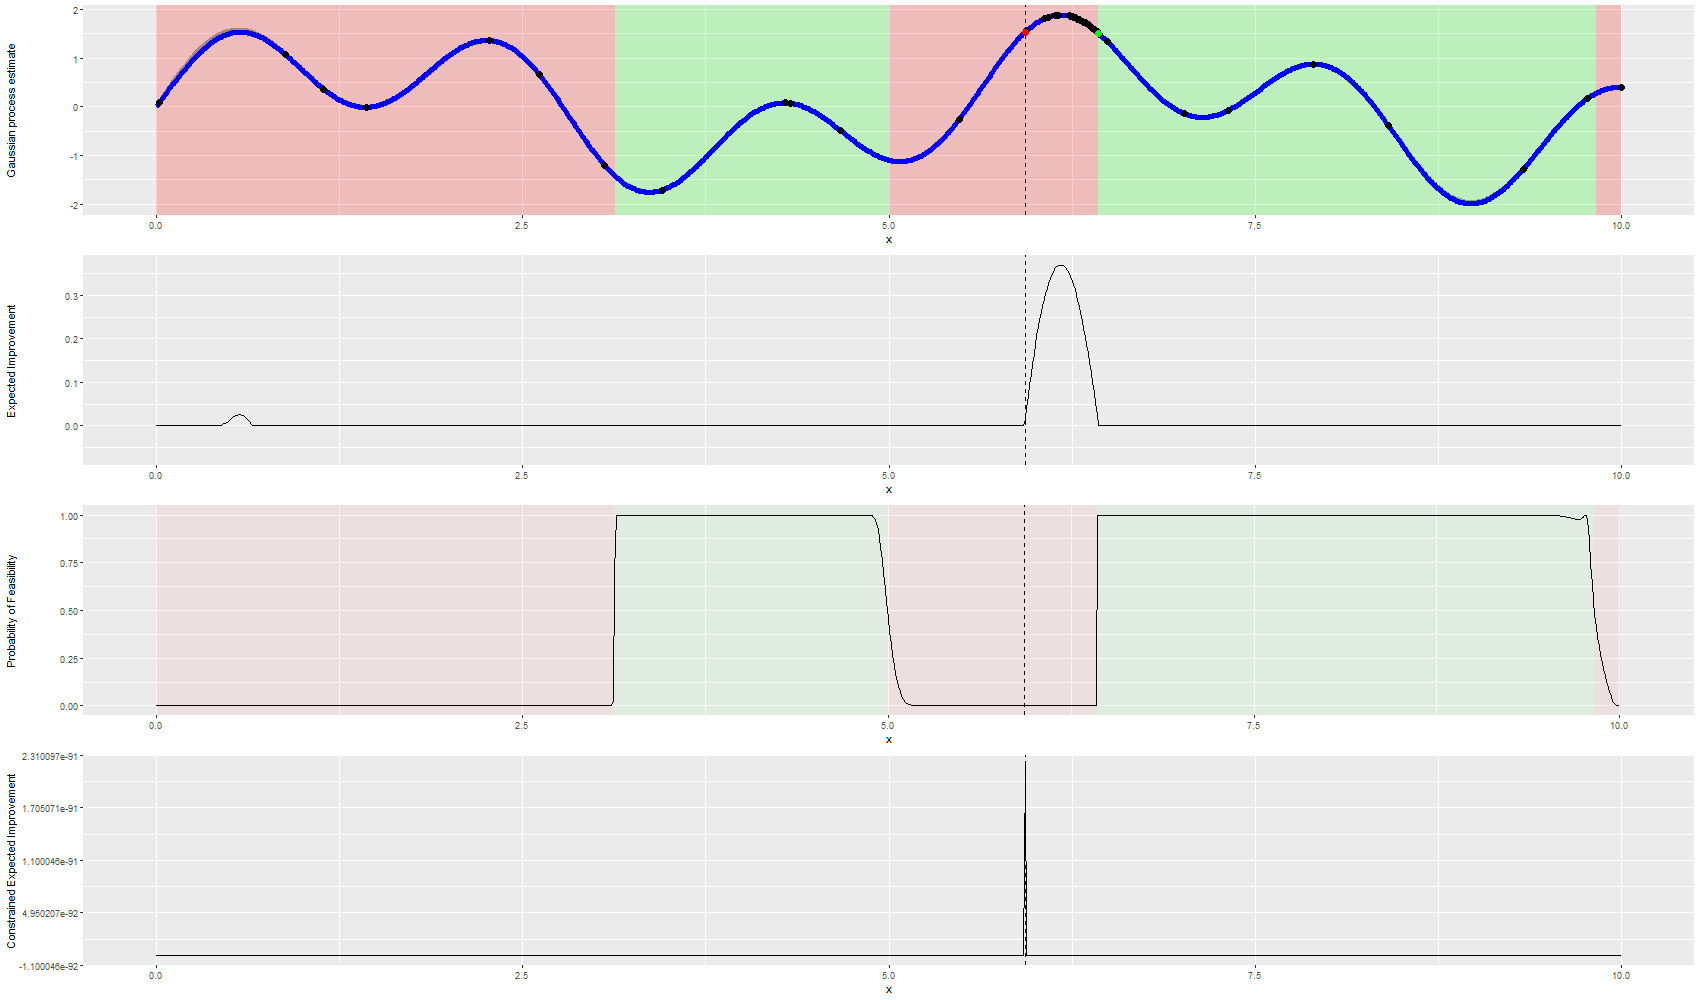 Gaussian process estimate
2
1
0
-1
-2
0.0 2.5 5.0 7.5 10.0
x
Expected Improvement
0.3
0.2
0.1
0.0
0.0 2.5 5.0 7.5 10.0
x
Probability of Feasibility
1.00
0.75
0.50
0.25
0.00
0.0 2.5 5.0 7.5 10.0
x
Constrained Expected Improvement
2.310097e-91
1.705071e-91
1.100046e-91
4.950207e-92
-1.100046e-92
0.0 2.5 5.0 7.5 10.0
x